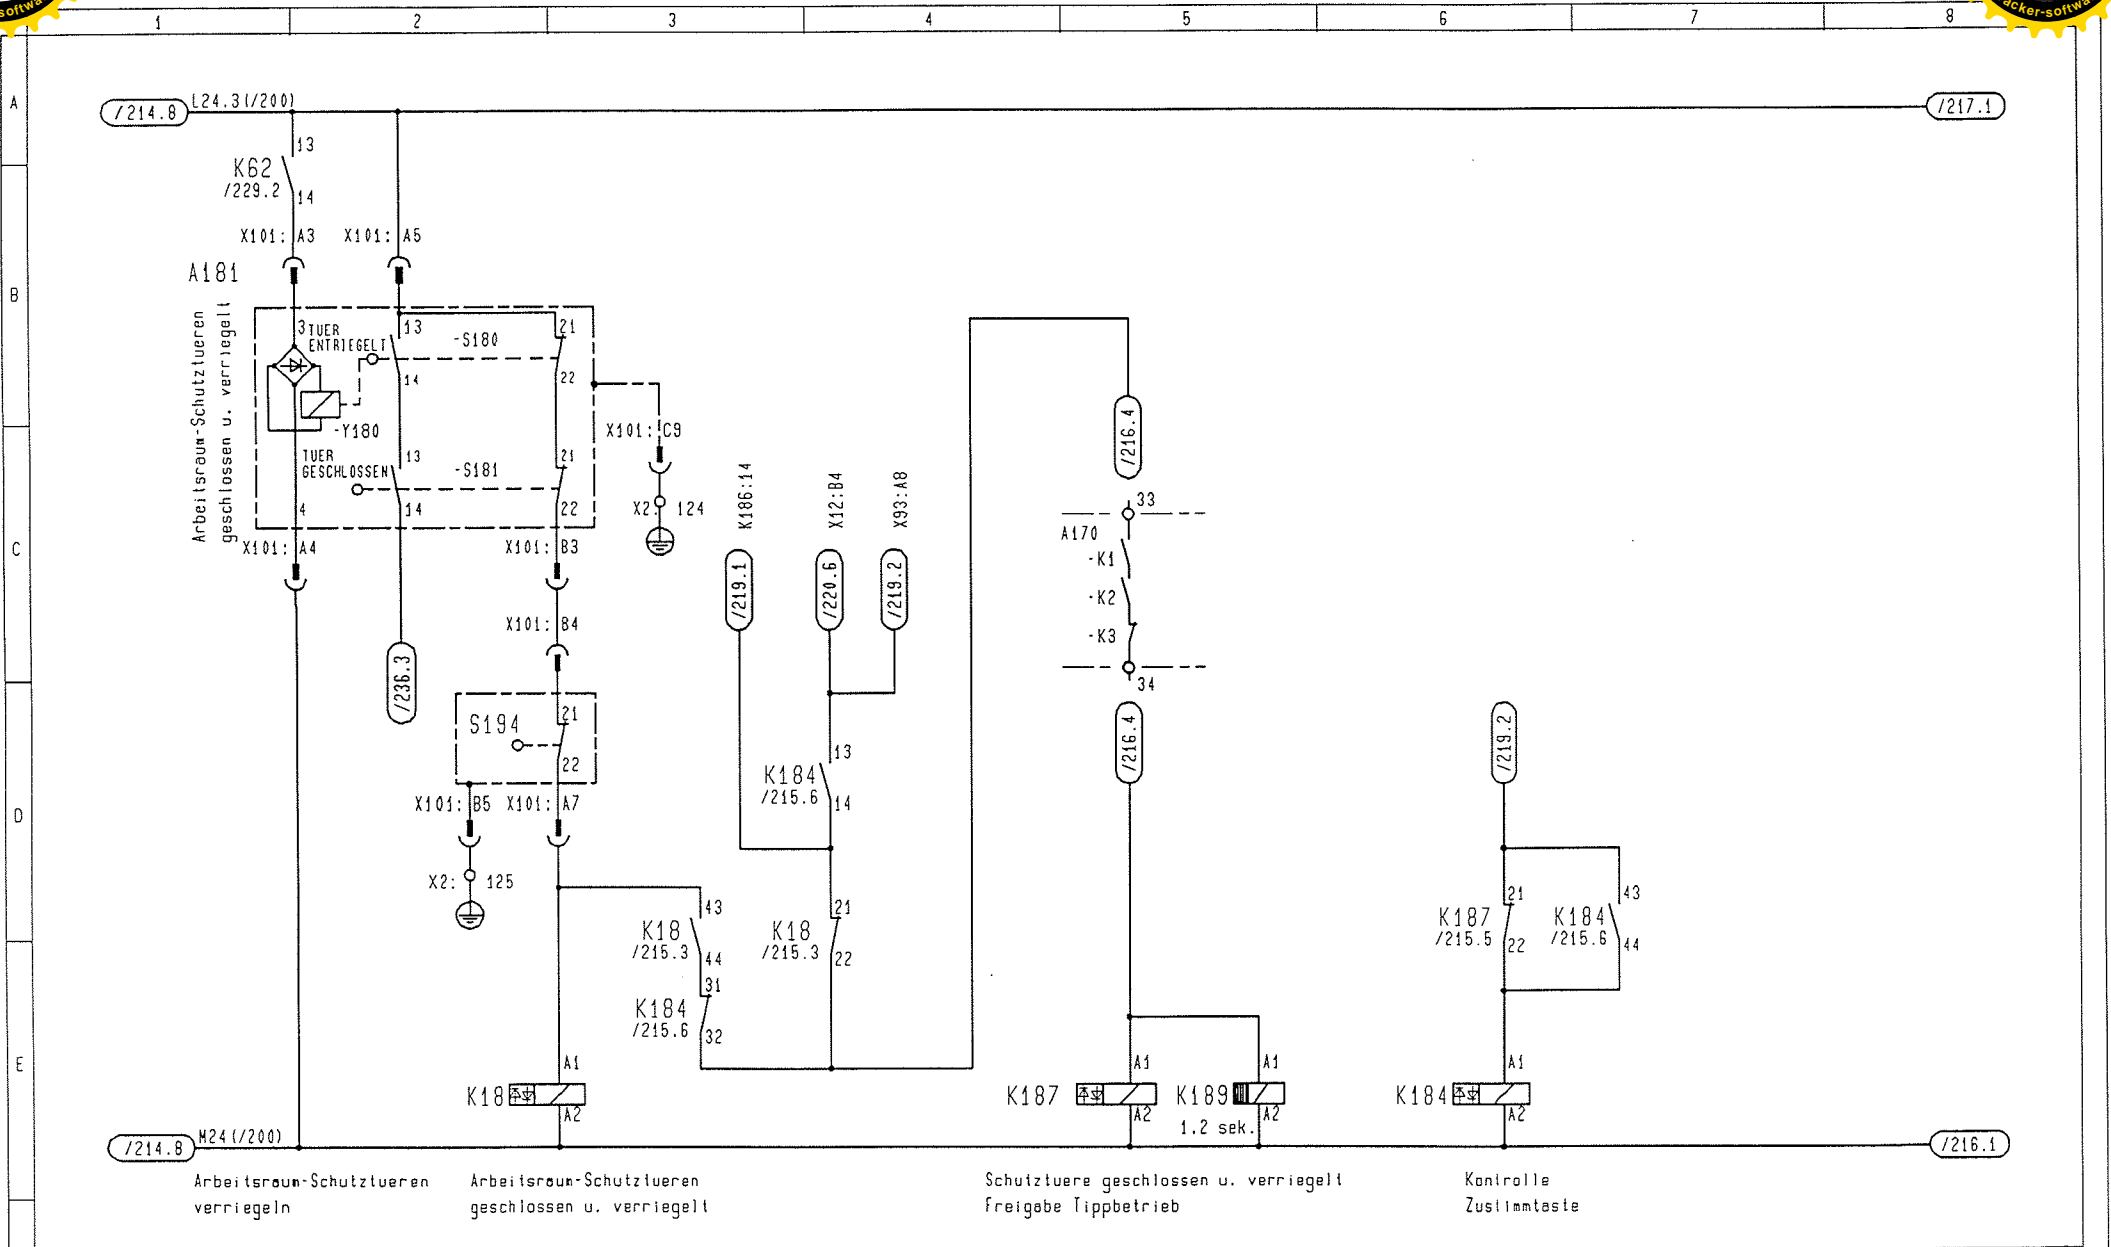 1 2 3 4 5 6 7 8
acker-softwa
A
/214.8 L24.3(/200) /217.1
13
K62
/229.2
14
X101: A3 X101: A5
A181
B
Arbeitsraum-Schutztueren
geschlossen u. verriegelt
3 TUER
ENTRIEGELT
13
-S180
21
14
22
-Y180
TUER
GESCHLOSSEN
13
-S181
21
4
14
22
X101: C9
X2: 124
K186:14
X12:B4
X93:A8
/216.4
33
A170
-K1
-K2
-K3
34
C
X101: A4 X101: B3
/219.1
/220.6
/219.2
X101: B4
/236.3
S194
21
22
/216.4
/219.2
13
K184
/215.6
14
D
X101: B5 X101: A7
X2: 125
43
K18
/215.3
44
21
K18
/215.3
22
31
K184
/215.6
32
21
K187
/215.5
22
43
K184
/215.6
44
E
A1
K18
A2
A1
K187
A2
A1
K189
A2
1.2 sek.
A1
K184
A2
/214.8 M24(/200) /216.1
Arbeitsraum-Schutztueren
verriegeln
Arbeitsraum-Schutztueren
geschlossen u. verriegelt
Schutztuere geschlossen u. verriegelt
Freigabe Tippbetrieb
Kontrolle
Zustimmtaste